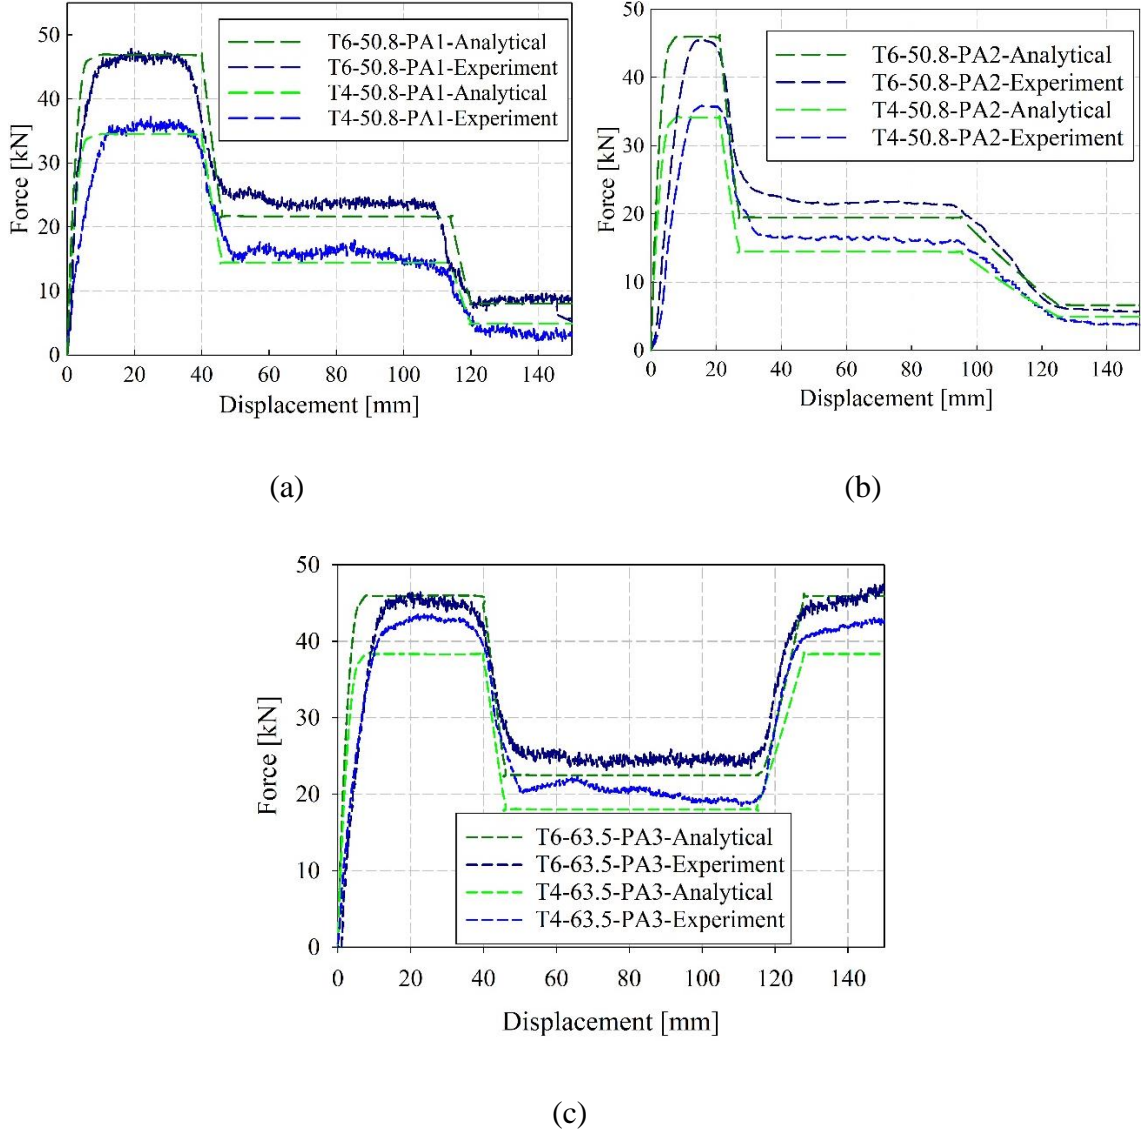 50
40
30
20
10
0
Force [kN]
T6-50.8-PA1-Analytical
T6-50.8-PA1-Experiment
T4-50.8-PA1-Analytical
T4-50.8-PA1-Experiment
0 20 40 60 80 100 120 140
Displacement [mm]
(a)
50
40
30
20
10
0
Force [kN]
T6-50.8-PA2-Analytical
T6-50.8-PA2-Experiment
T4-50.8-PA2-Analytical
T4-50.8-PA2-Experiment
0 20 40 60 80 100 120 140
Displacement [mm]
(b)
50
40
30
20
10
0
Force [kN]
T6-63.5-PA3-Analytical
T6-63.5-PA3-Experiment
T4-63.5-PA3-Analytical
T4-63.5-PA3-Experiment
0 20 40 60 80 100 120 140
Displacement [mm]
(c)